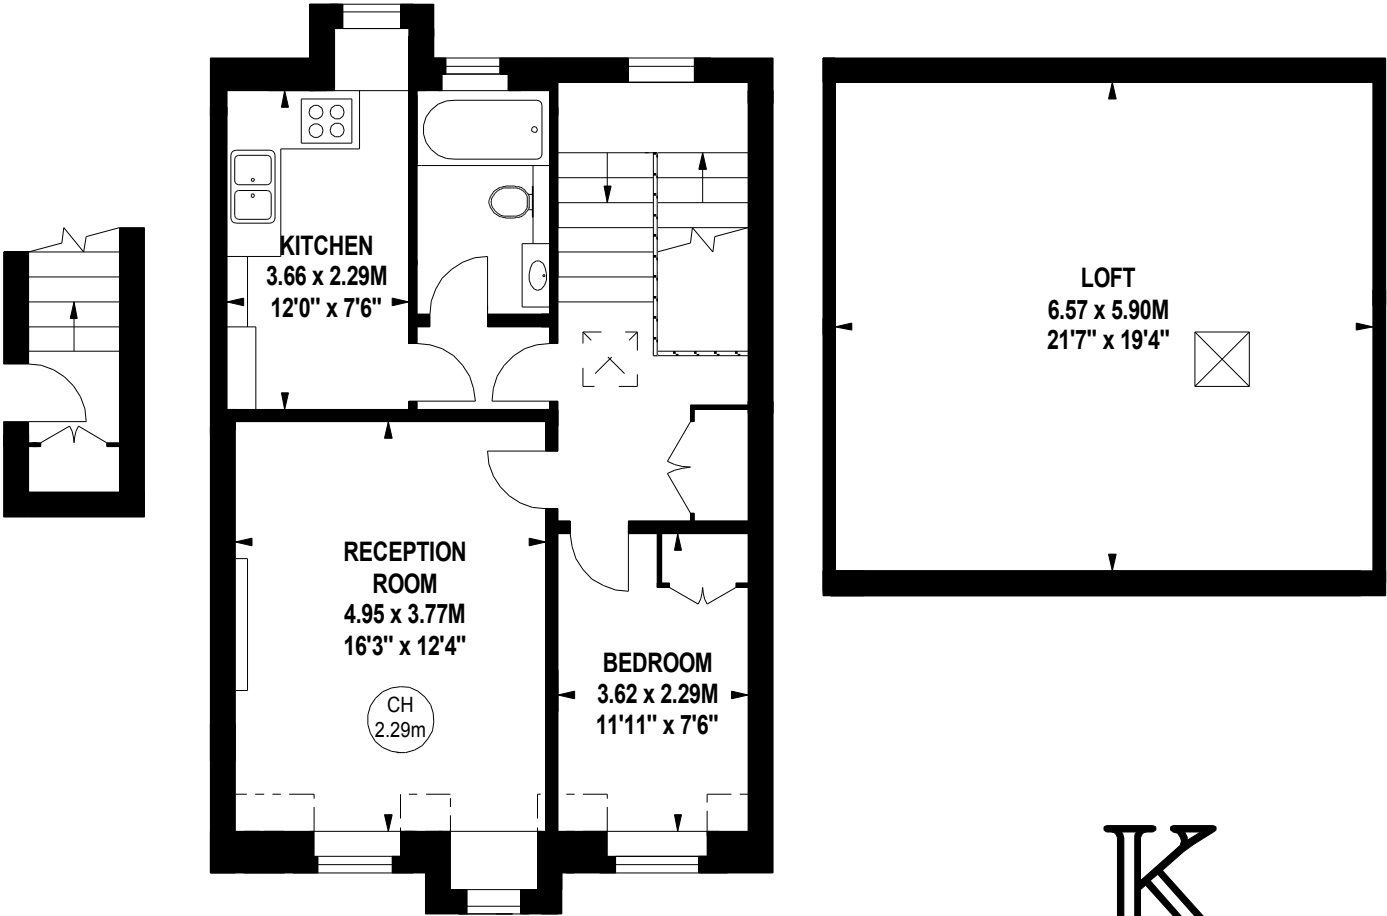 KITCHEN
3.66 x 2.29M
12'0" x 7'6"
LOFT
6.57 x 5.90M
21'7" x 19'4"
RECEPTION
ROOM
4.95 x 3.77M
16'3" x 12'4"
CH
2.29m
BEDROOM
3.62 x 2.29M
11'11" x 7'6"
K